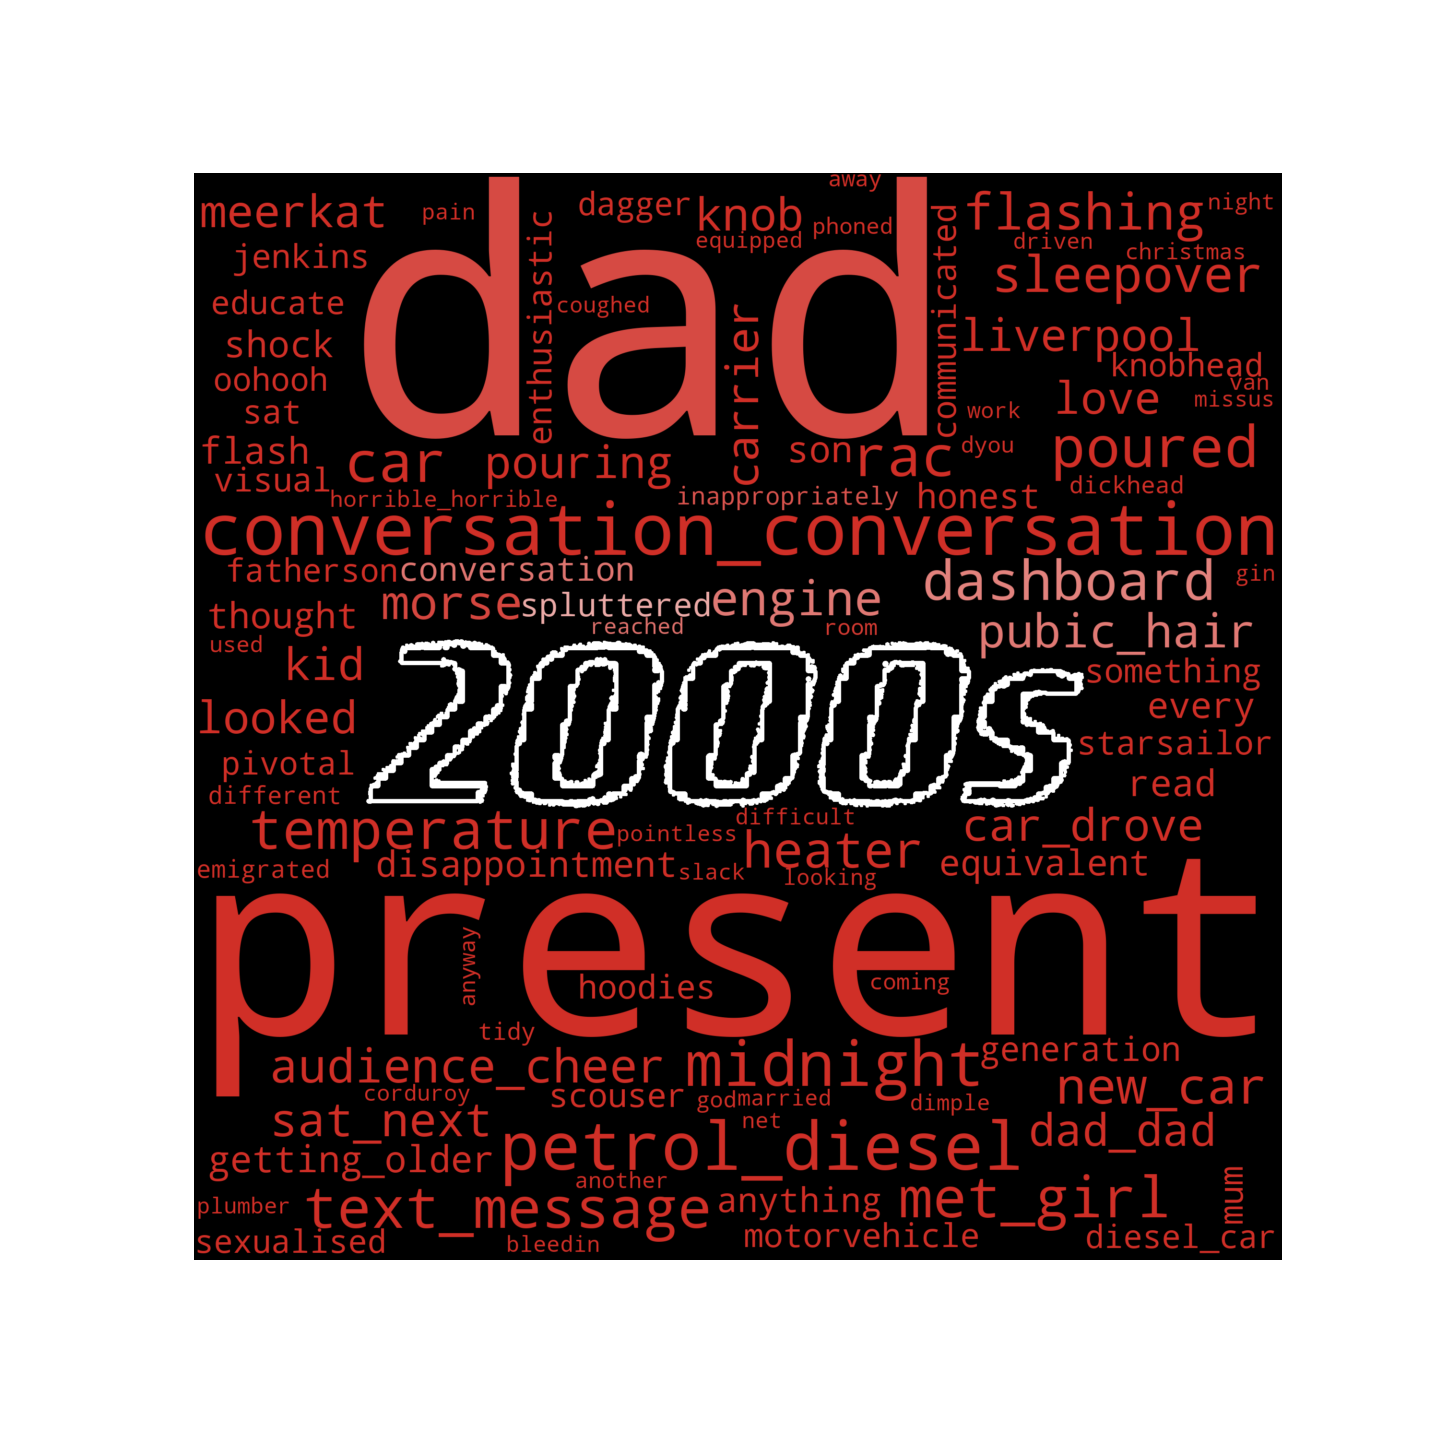 away
meerkat
pain
dagger
knob
flashing
night
jenkins
enthusiastic
dad
equipped
phoned
communicated
driven
christmas
educate
coughed
sleepover
shock
carrier
liverpool
oohooh
knobhead
van
sat
love
missus
work
flash
car
pouring
son
rac
dyou
poured
visual
horrible_horrible
inappropriately
honest
dickhead
conversation_conversation
fatherson
conversation
dashboard
gin
thought
morse
spluttered
engine
used
reached
room
pubic_hair
kid
2000s
something
looked
every
pivotal
starsailor
different
read
temperature
pointless
difficult
heater
car_drove
emigrated
disappointment
slack
looking
equivalent
present
anyway
hoodies
coming
tidy
audience_cheer
midnight
generation
corduroy
scouser
god
married
dimple
new_car
sat_next
net
petrol_diesel
dad_dad
getting_older
another
plumber
text_message
anything
met_girl
mum
sexualised
bleedin
motorvehicle
diesel_car